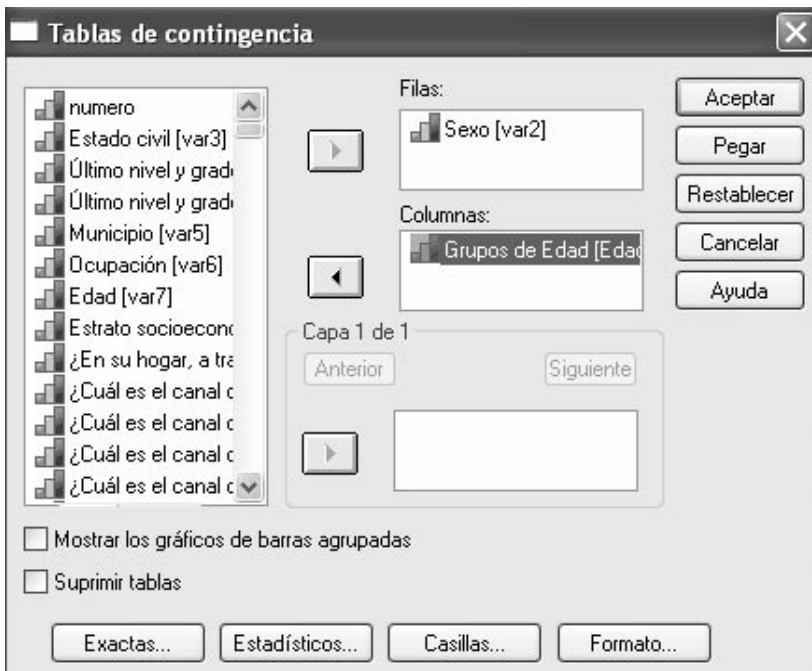 Tablas de contingencia
numero
Estado civil [var3]
Último nivel y grad
Último nivel y grad
Municipio [var5]
Ocupación [var6]
Edad [var7]
Estrato socioecon
¿En su hogar, a tra
¿Cuál es el canal c
¿Cuál es el canal c
¿Cuál es el canal c
¿Cuál es el canal c
Filas:
Sexo [var2]
Columnas:
Grupos de Edad [Edad
Capa 1 de 1
Anterior
Siguiente
Aceptar
Pegar
Restablecer
Cancelar
Ayuda
Mostrar los gráficos de barras agrupadas
Suprimir tablas
Exactas...
Estadísticos...
Casillas...
Formato...